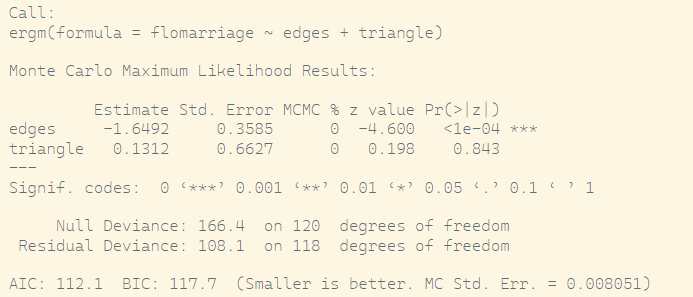 Call:
ergm(formula = flomarriage ~ edges + triangle)
Monte Carlo Maximum Likelihood Results:
Estimate Std. Error MCMC % z value Pr(>|z|)
edges -1.6492 0.3585 0 -4.600 <1e-04 ***
triangle 0.1312 0.6627 0 0.198 0.843
---
Signif. codes: 0 ‘***’ 0.001 ‘**’ 0.01 ‘*’ 0.05 ‘.’ 0.1 ‘ ’ 1
Null Deviance: 166.4 on 120 degrees of freedom
Residual Deviance: 108.1 on 118 degrees of freedom
AIC: 112.1 BIC: 117.7 (Smaller is better. MC Std. Err. = 0.008051)